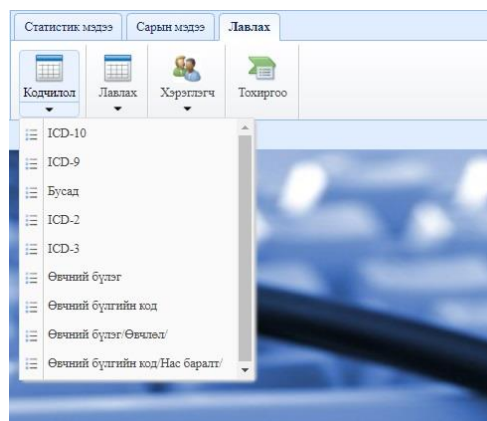 Статистик мэдээ Сарын мэдээ Лавлах
Кодчилол Лавлах Хэрэглэгч Тохиргоо
ICD-10
ICD-9
Бусад
ICD-2
ICD-3
Өвчний бүлэг
Өвчний бүлгийн код
Өвчний бүлэг/Өвчлөл/
Өвчний бүлгийн код/Нас баралт/